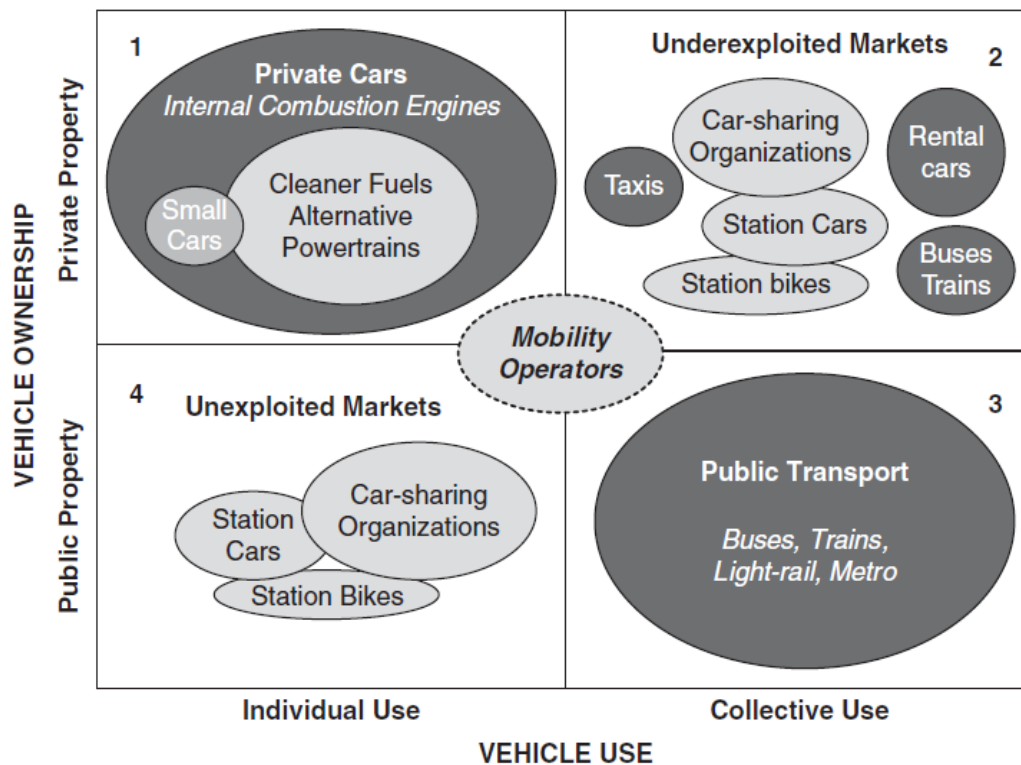 1
Private Cars
Internal Combustion Engines
Cleaner Fuels
Alternative
Powertrains
Small
Cars
Underexploited Markets
2
Car-sharing
Organizations
Rental
cars
Taxis
Station Cars
Buses
Trains
Station bikes
Mobility
Operators
4
Unexploited Markets
Car-sharing
Organizations
Station
Cars
Station Bikes
3
Public Transport
Buses, Trains,
Light-rail, Metro
VEHICLE OWNERSHIP
Private Property
Public Property
Individual Use
Collective Use
VEHICLE USE